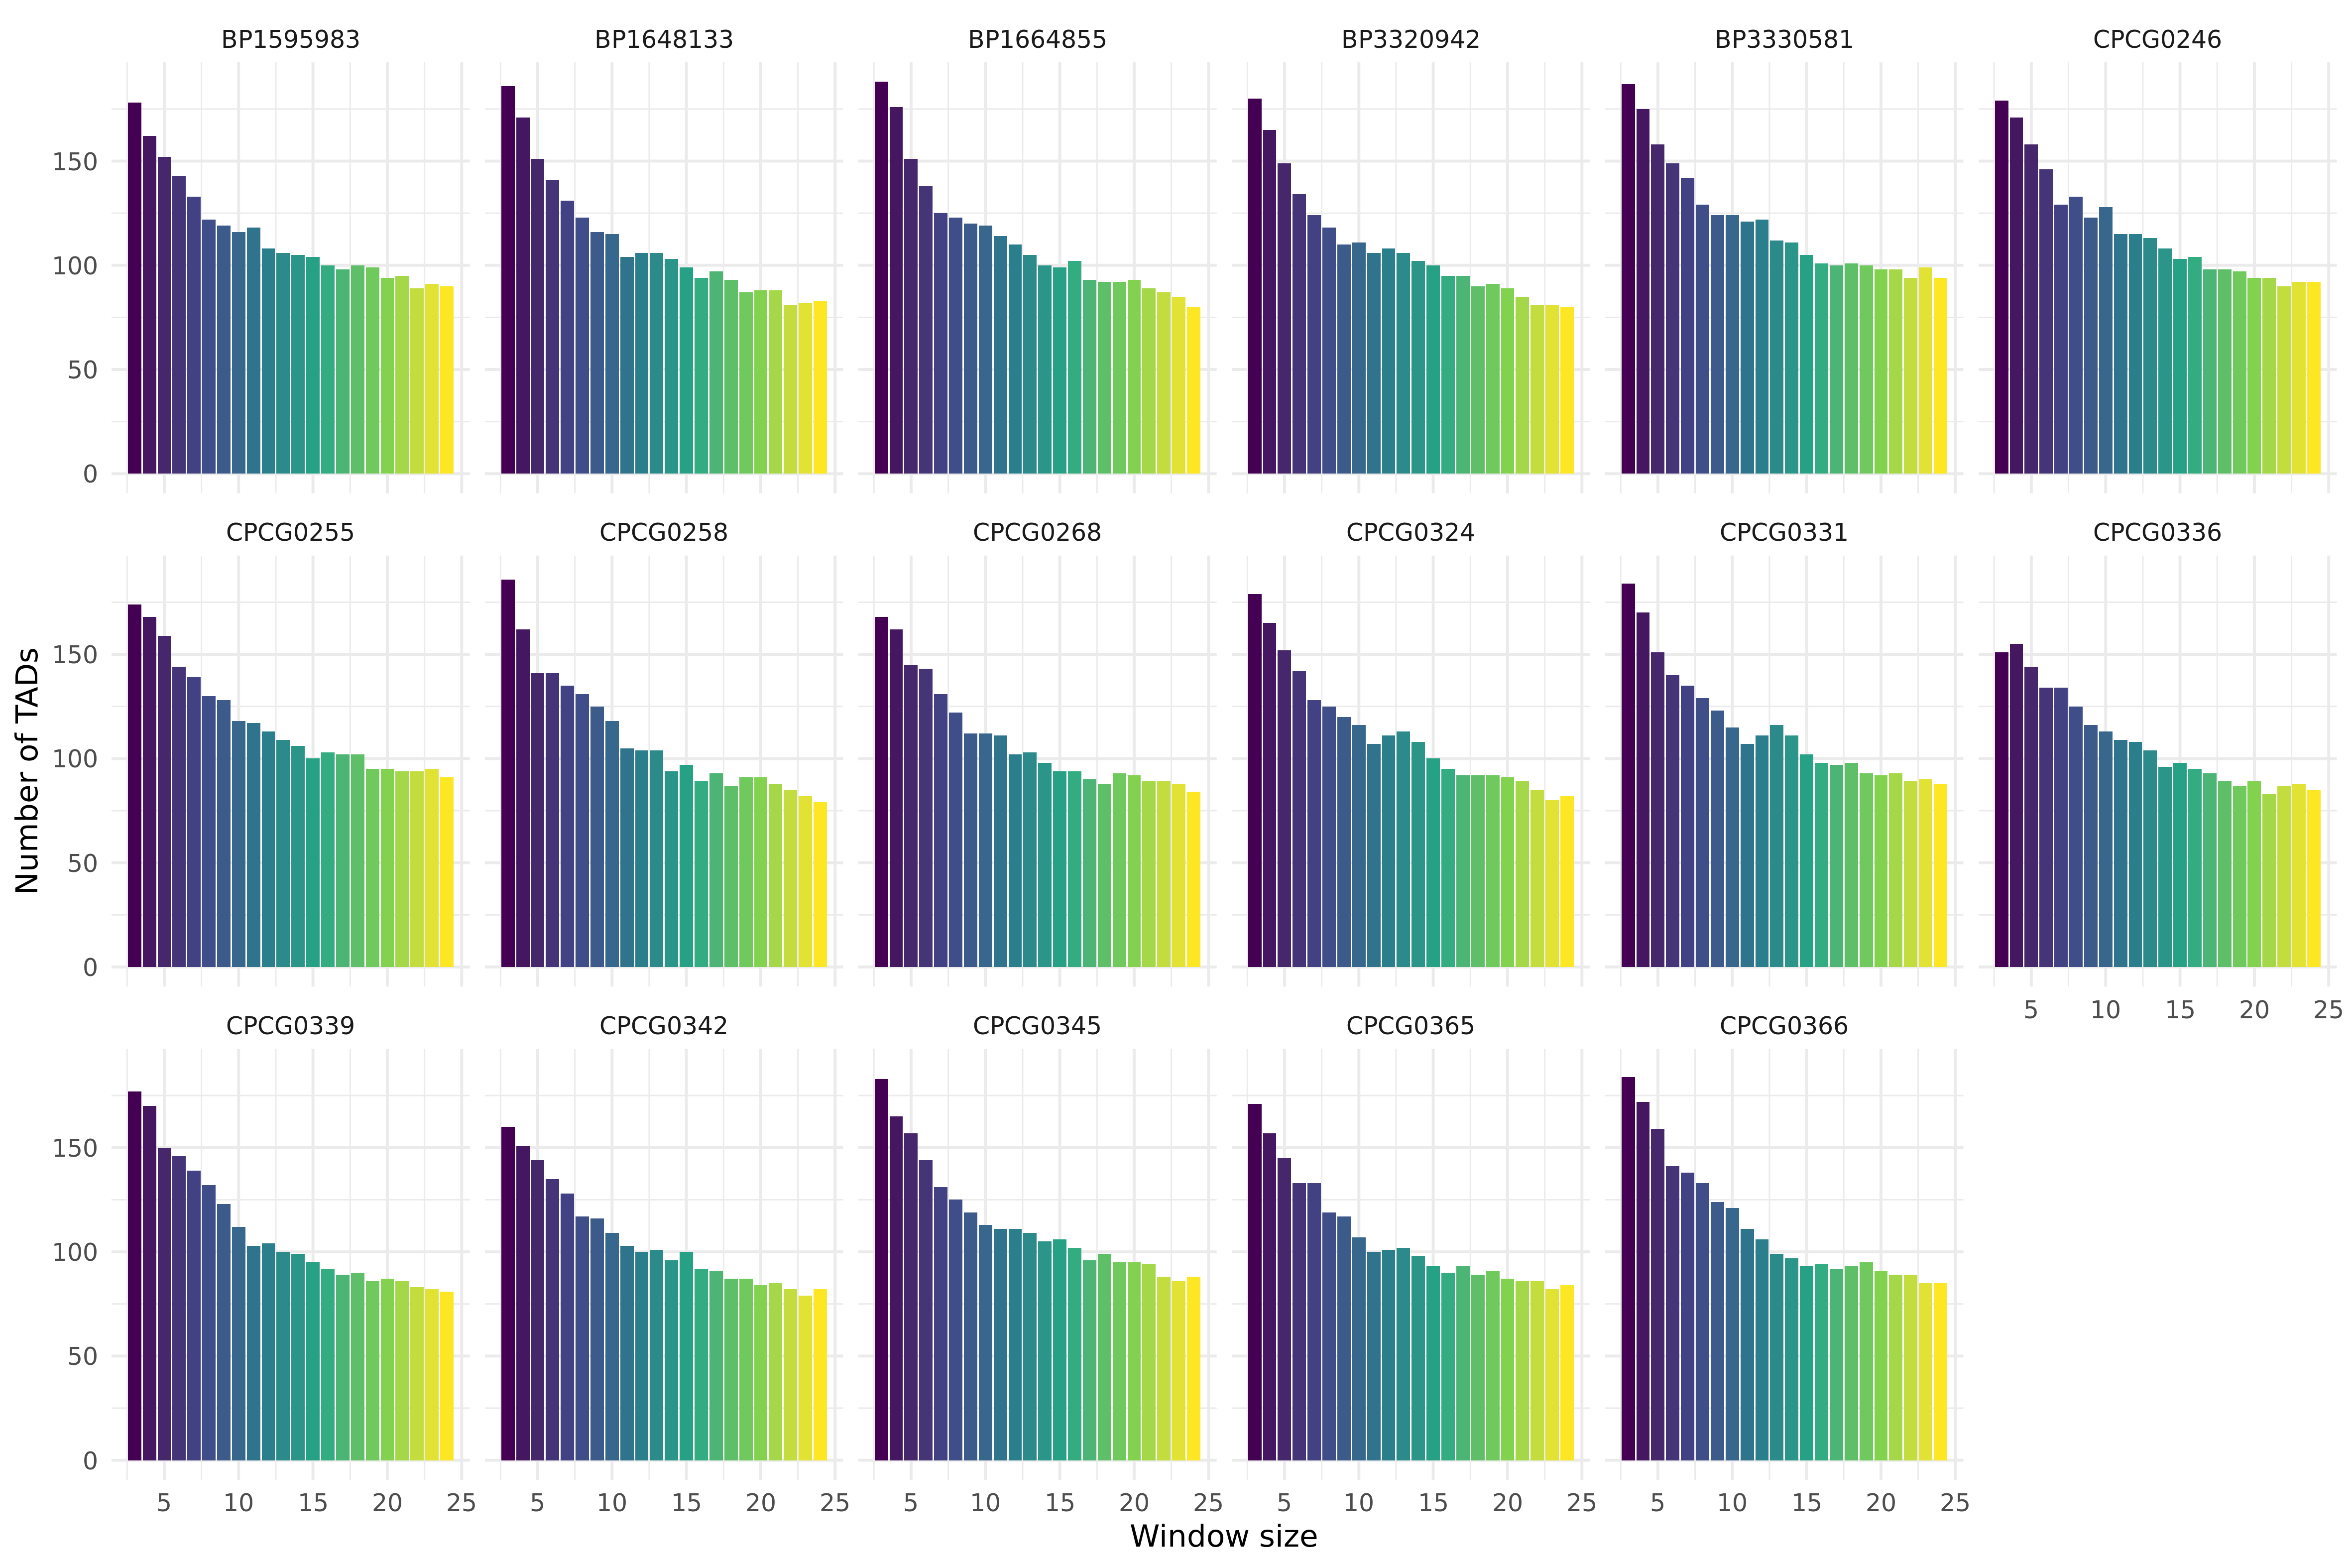 BP1595983 BP1648133 BP1664855 BP3320942 BP3330581 CPCG0246
150
100
50
0
CPCG0255 CPCG0258 CPCG0268 CPCG0324 CPCG0331 CPCG0336
150
100
50
0
5 10 15 20 25
CPCG0339 CPCG0342 CPCG0345 CPCG0365 CPCG0366
150
100
50
0
5 10 15 20 25 5 10 15 20 25 5 10 15 20 25 5 10 15 20 25 5 10 15 20 25
Number of TADs
Window size